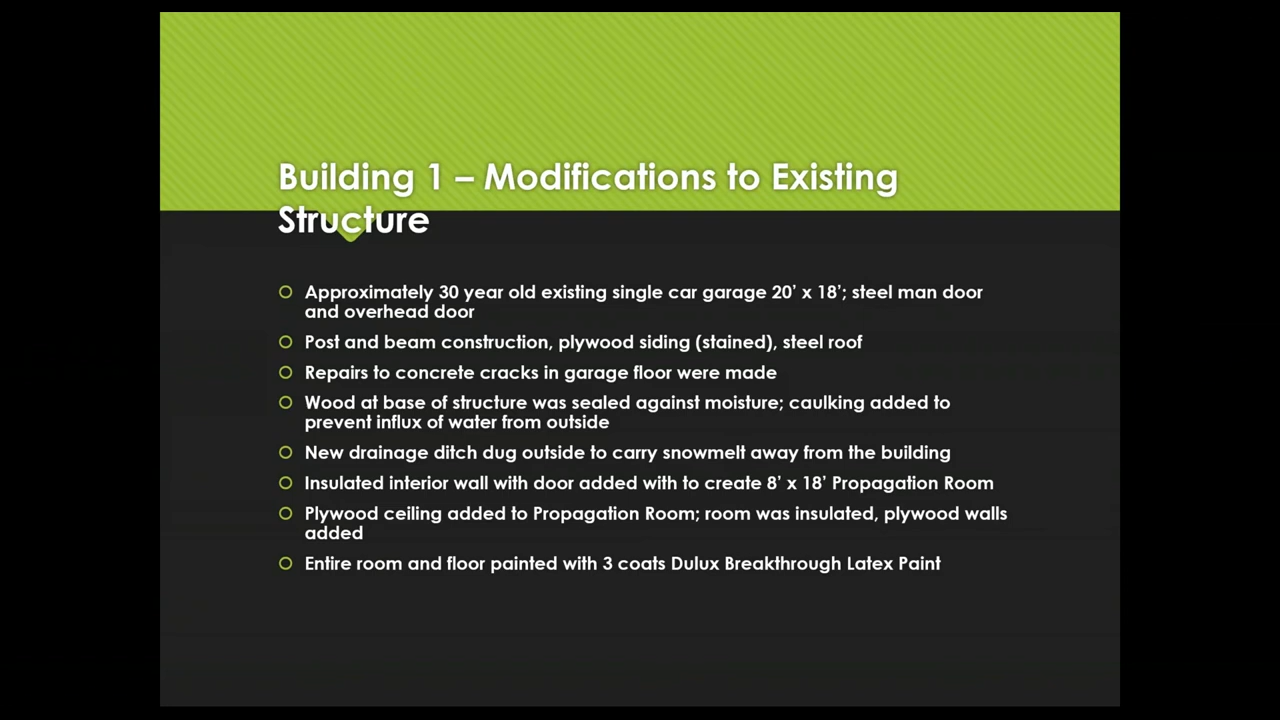 Building 1 – Modifications to Existing
Structure
Approximately 30 year old existing single car garage 20’ x 18’; steel man door
and overhead door
Post and beam construction, plywood siding (stained), steel roof
Repairs to concrete cracks in garage floor were made
Wood at base of structure was sealed against moisture; caulking added to
prevent influx of water from outside
New drainage ditch dug outside to carry snowmelt away from the building
Insulated interior wall with door added with to create 8’ x 18’ Propagation Room
Plywood ceiling added to Propagation Room; room was insulated, plywood walls
added
Entire room and floor painted with 3 coats Dulux Breakthrough Latex Paint